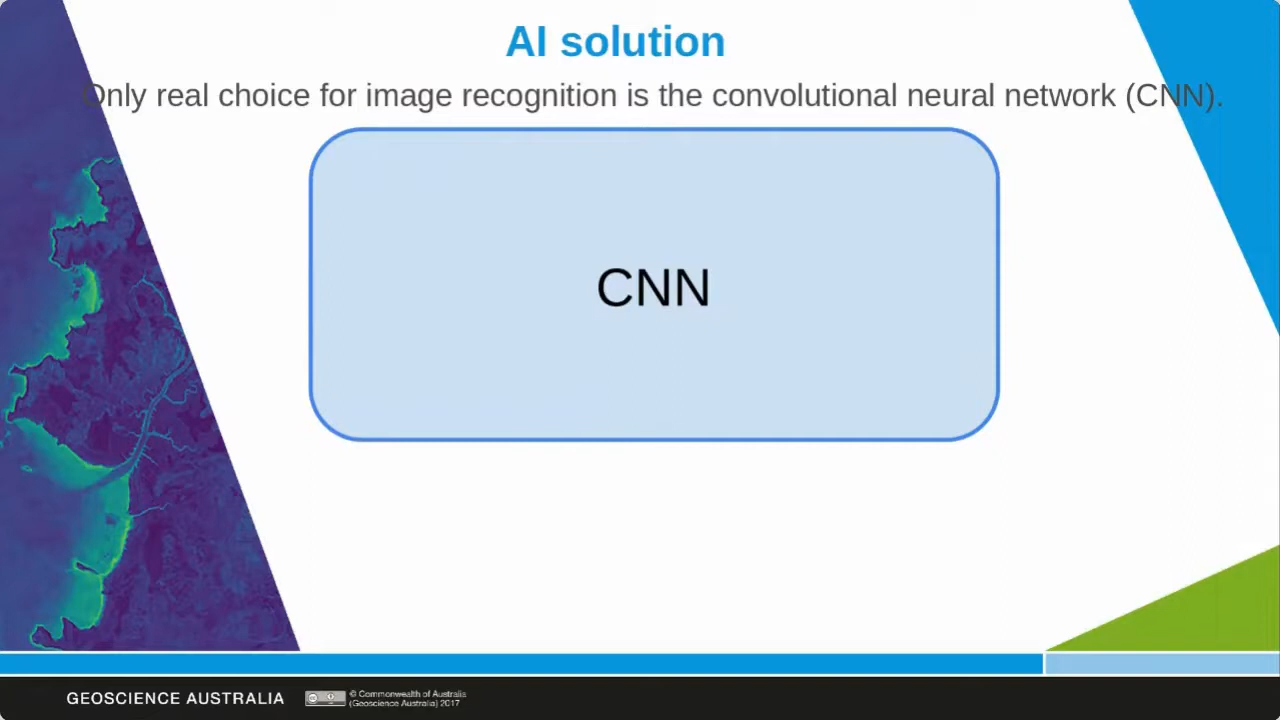 AI solution
Only real choice for image recognition is the convolutional neural network (CNN).
CNN
GEOSCIENCE AUSTRALIA
© Commonwealth of Australia
(Geoscience Australia) 2017